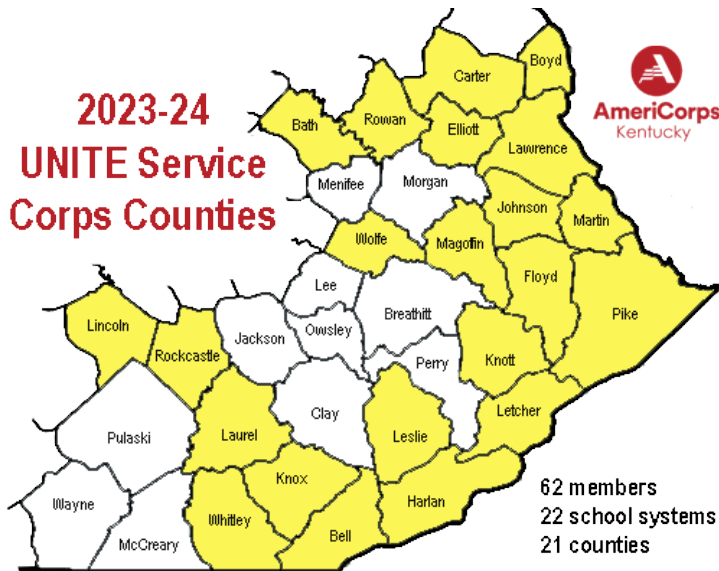 2023-24
UNITE Service
Corps Counties
AmeriCorps
Kentucky
Boyd
Carter
Rowan
Elliott
Bath
Lawrence
Menifee
Morgan
Johnson
Martin
Wolfe
Magofin
Floyd
Lee
Breathitt
Pike
Lincoln
Owsley
Jackson
Rockcastle
Perry
Knott
Clay
Letcher
Pulaski
Laurel
Leslie
Knox
Harlan
Wayne
Whitley
Bell
McCreary
62 members
22 school systems
21 counties